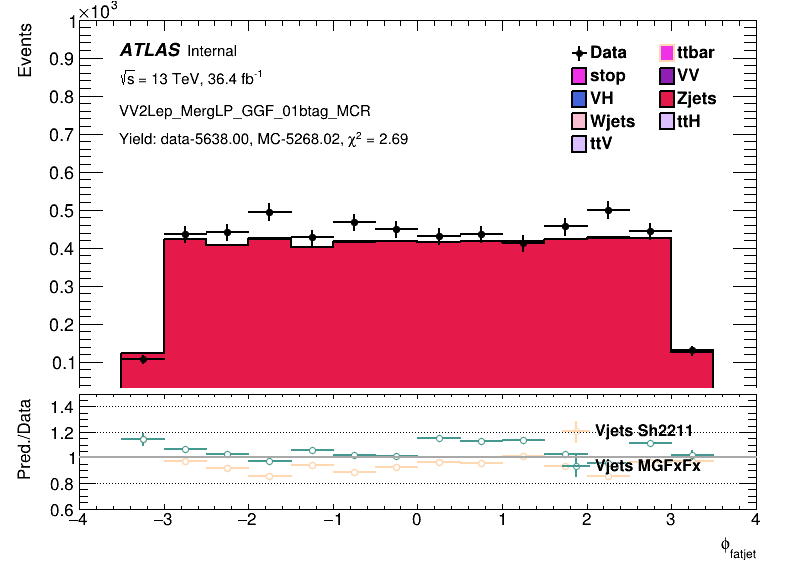 ×10³
Events
1
0.9
0.8
0.7
0.6
0.5
0.4
0.3
0.2
0.1
ATLAS Internal
√s = 13 TeV, 36.4 fb⁻¹
VV2Lep_MergLP_GGF_01btag_MCR
Yield: data-5638.00, MC-5268.02, χ² = 2.69
Data
ttbar
stop
VV
VH
Zjets
Wjets
ttH
ttV
Pred./Data
1.4
1.2
1
0.8
0.6
Vjets Sh2211
Vjets MGFxFx
−4 −3 −2 −1 0 1 2 3 4
ϕfatjet